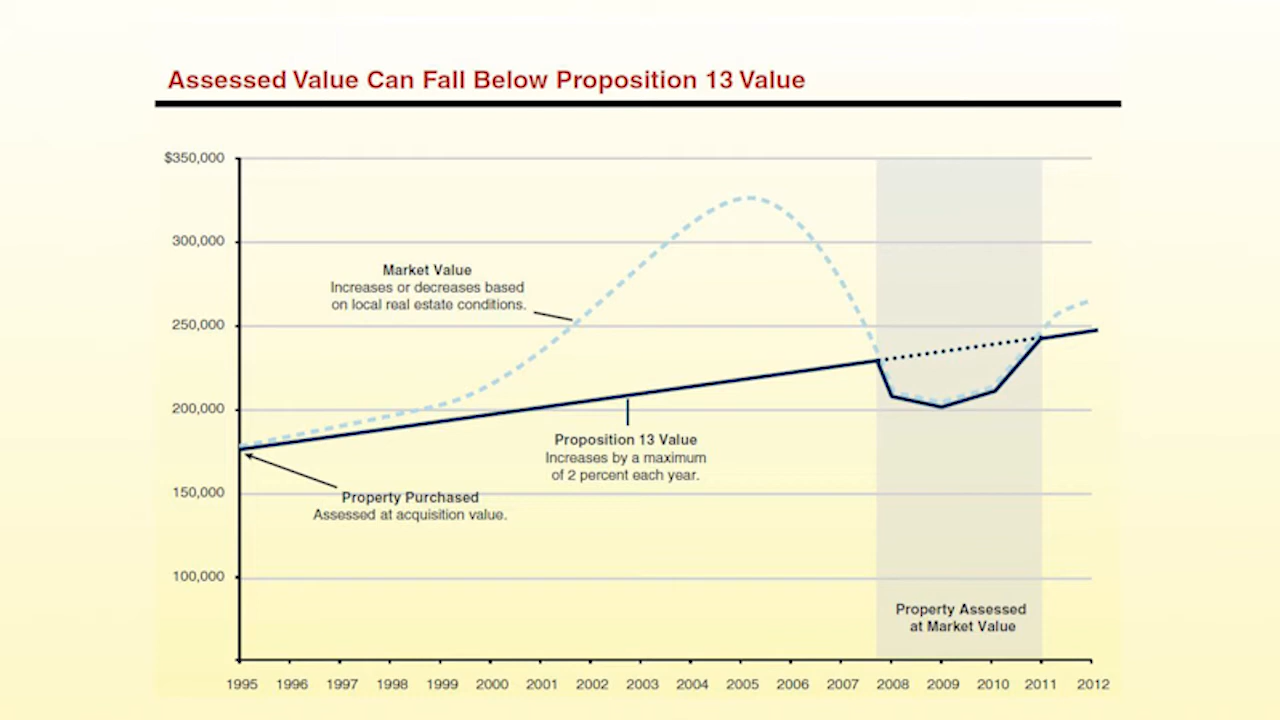 Assessed Value Can Fall Below Proposition 13 Value
$350,000
300,000
250,000
200,000
150,000
100,000
Market Value
Increases or decreases based
on local real estate conditions.
Proposition 13 Value
Increases by a maximum
of 2 percent each year.
Property Purchased
Assessed at acquisition value.
Property Assessed
at Market Value
1995 1996 1997 1998 1999 2000 2001 2002 2003 2004 2005 2006 2007 2008 2009 2010 2011 2012